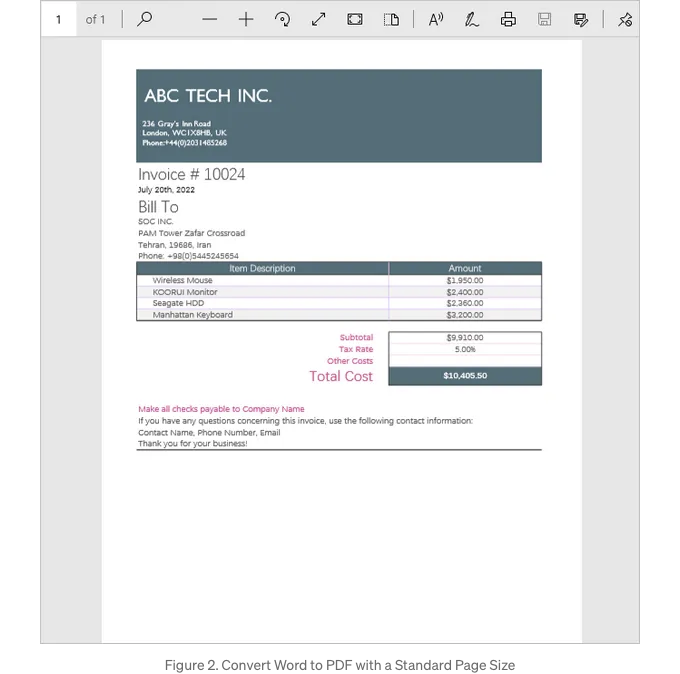 1 of 1
ABC TECH INC.
236 Gray's Inn Road
London, WC1X8HB, UK
Phone:+44(0)2031485268
Invoice # 10024
July 20th, 2022
Bill To
SOC INC.
PAM Tower Zafar Crossroad
Tehran, 19686, Iran
Phone: +98(0)5445245654
Item Description Amount
Wireless Mouse $1,950.00
KOORUI Monitor $2,400.00
Seagate HDD $2,360.00
Manhattan Keyboard $3,200.00
Subtotal $9,910.00
Tax Rate 5.00%
Other Costs
Total Cost $10,405.50
Make all checks payable to Company Name
If you have any questions concerning this invoice, use the following contact information:
Contact Name, Phone Number, Email
Thank you for your business!
Figure 2. Convert Word to PDF with a Standard Page Size